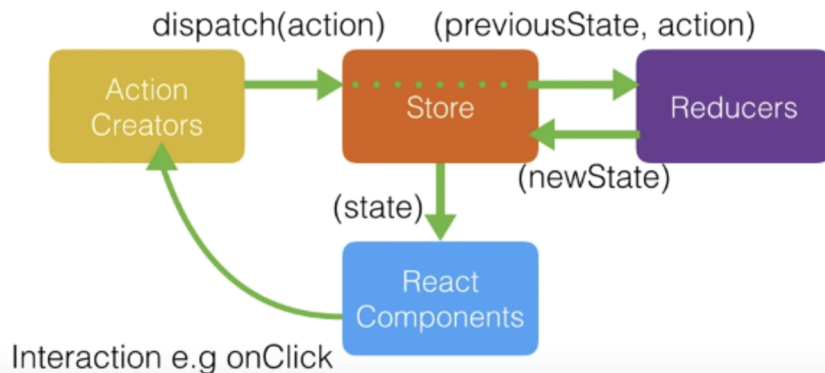 dispatch(action)
(previousState, action)
Action
Creators
Store
Reducers
(newState)
(state)
React
Components
Interaction e.g onClick